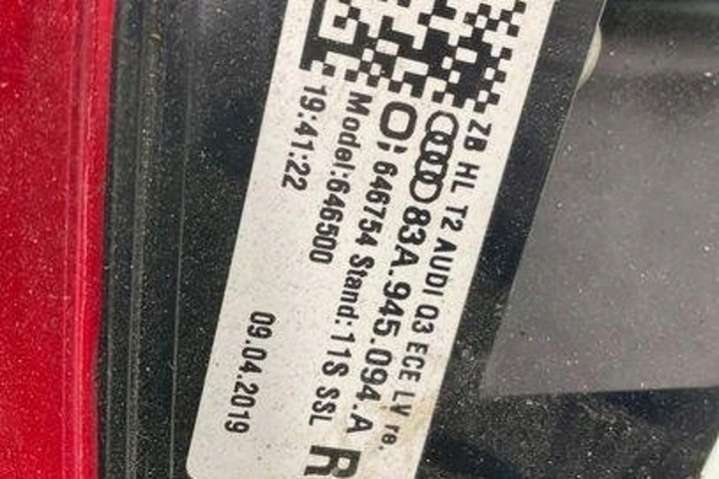 ZB HL T2 AUDI Q3 ECE LV re.
83A.945.094.A
646754 Stand:11S SSL
Model:646500
19:41:22
09.04.2019
R